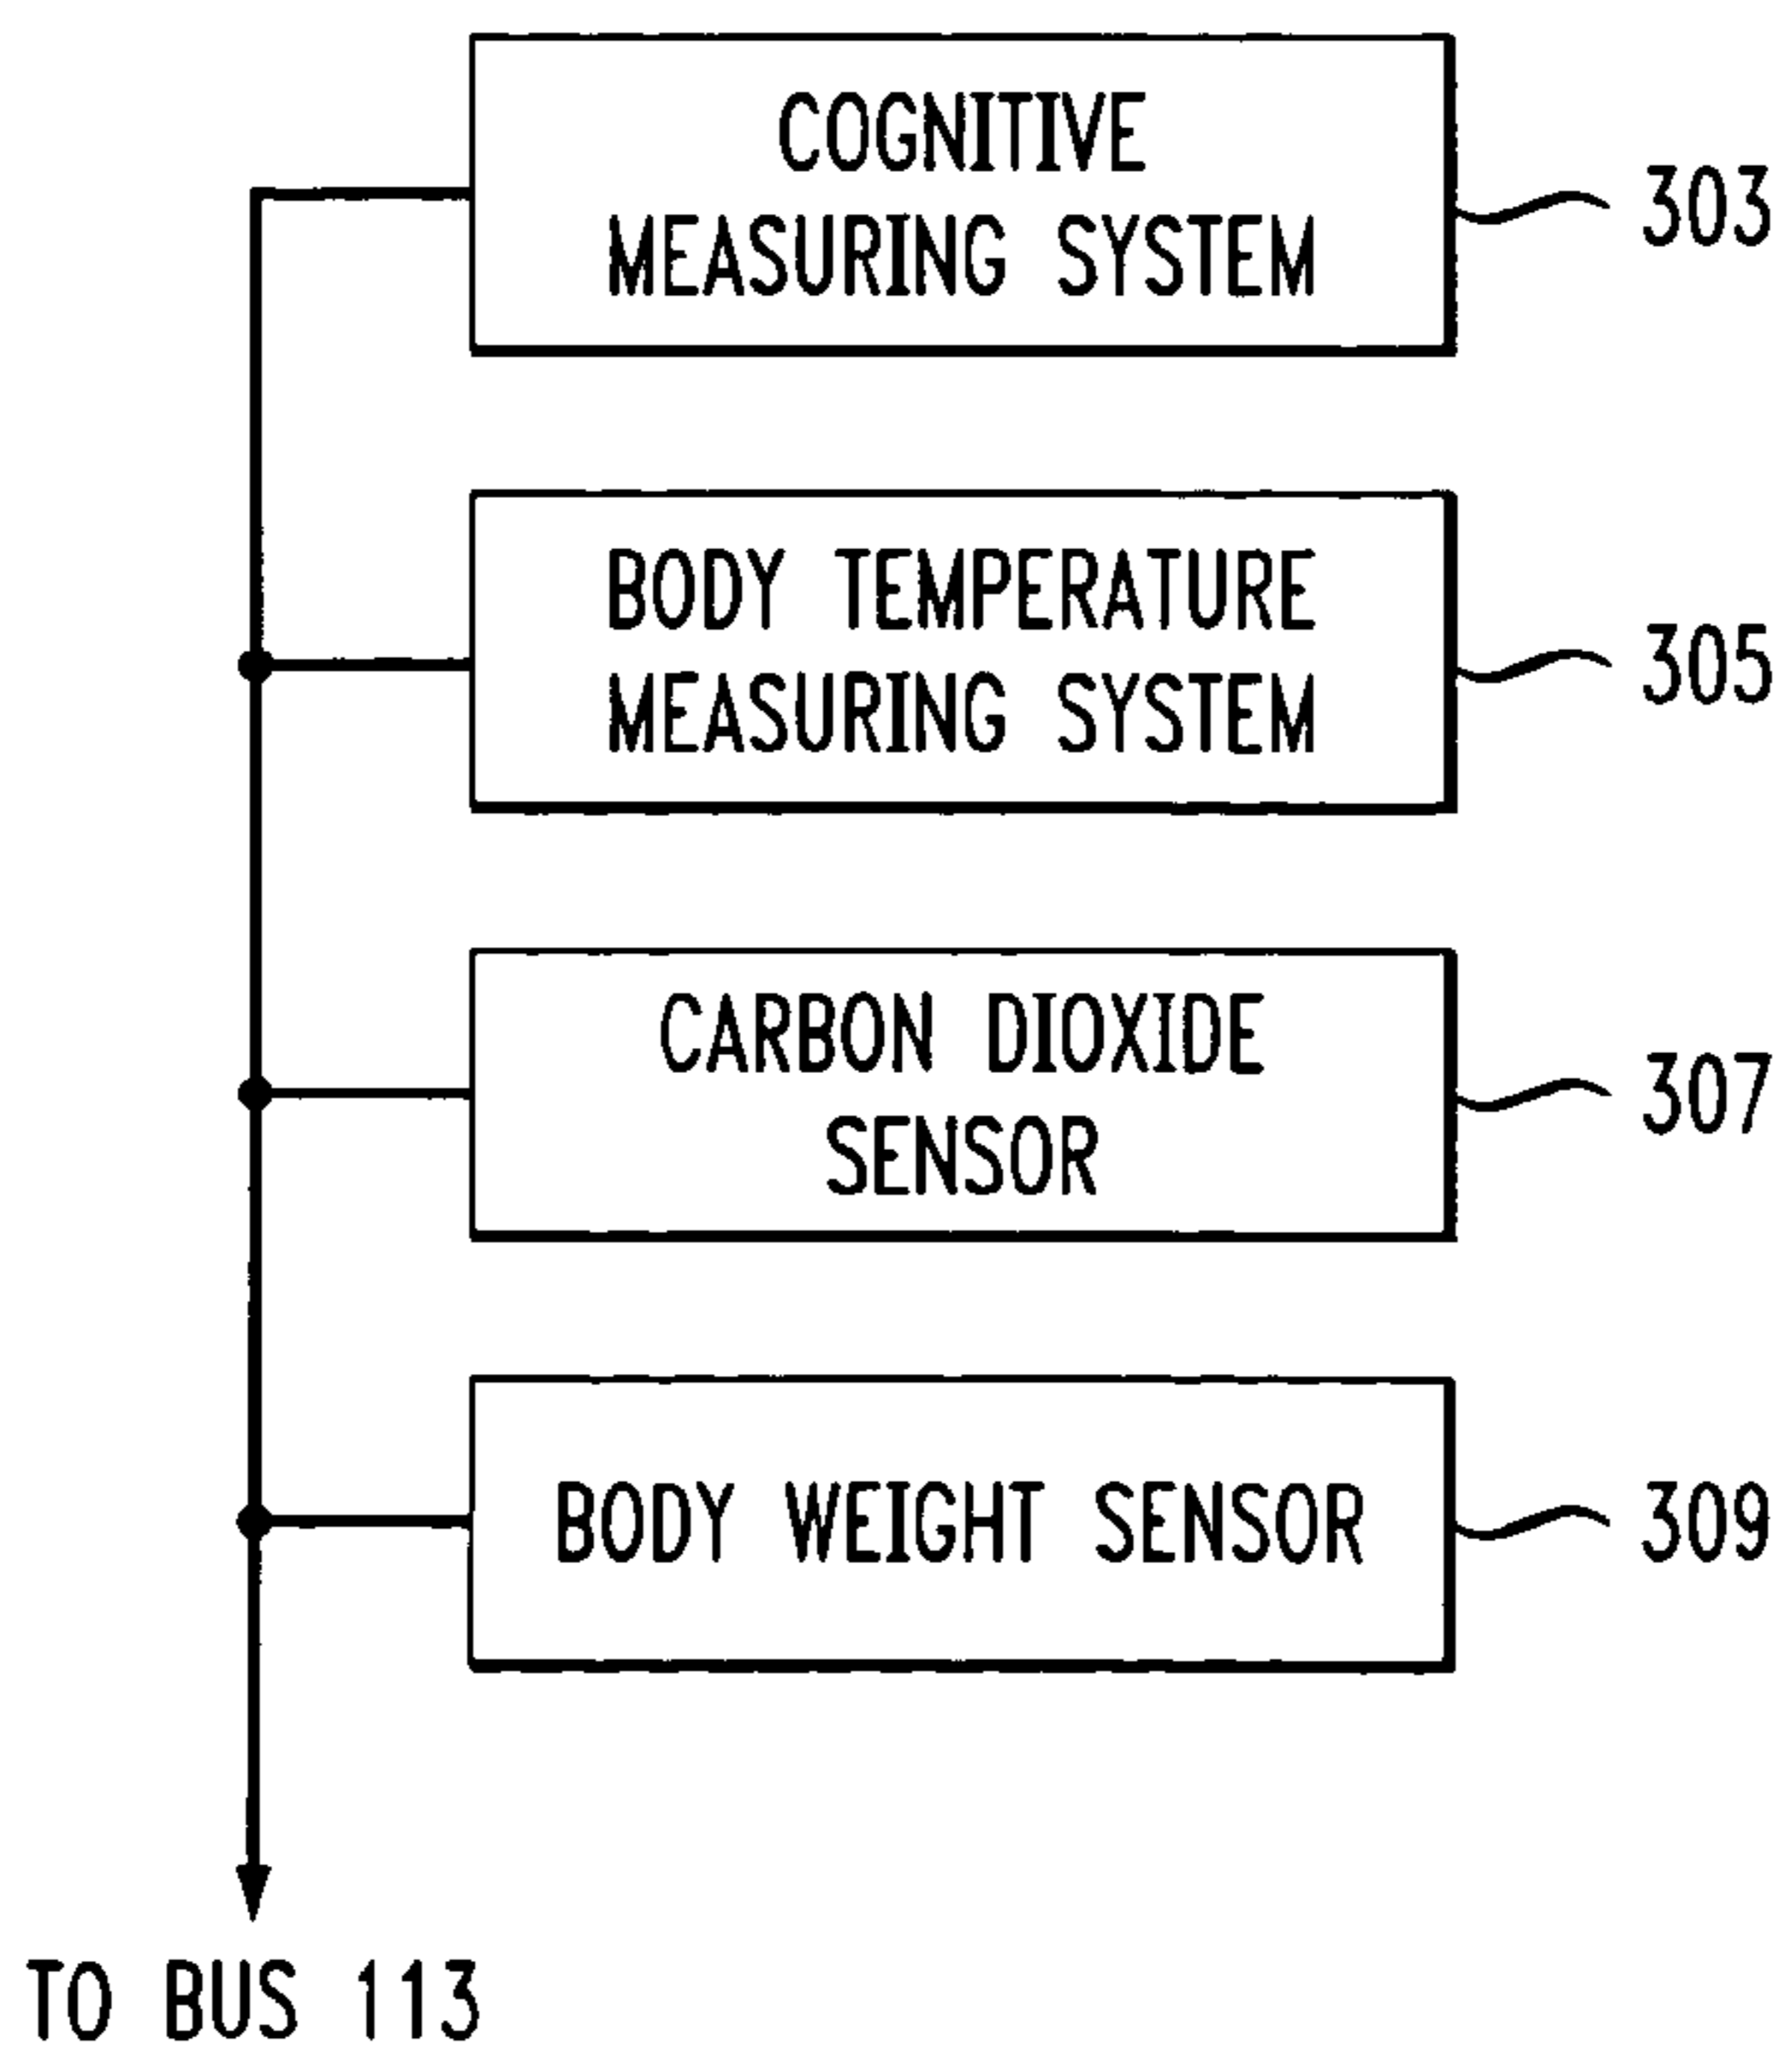 COGNITIVE
MEASURING SYSTEM
303
BODY TEMPERATURE
MEASURING SYSTEM
305
CARBON DIOXIDE
SENSOR
307
BODY WEIGHT SENSOR
309
TO BUS 113